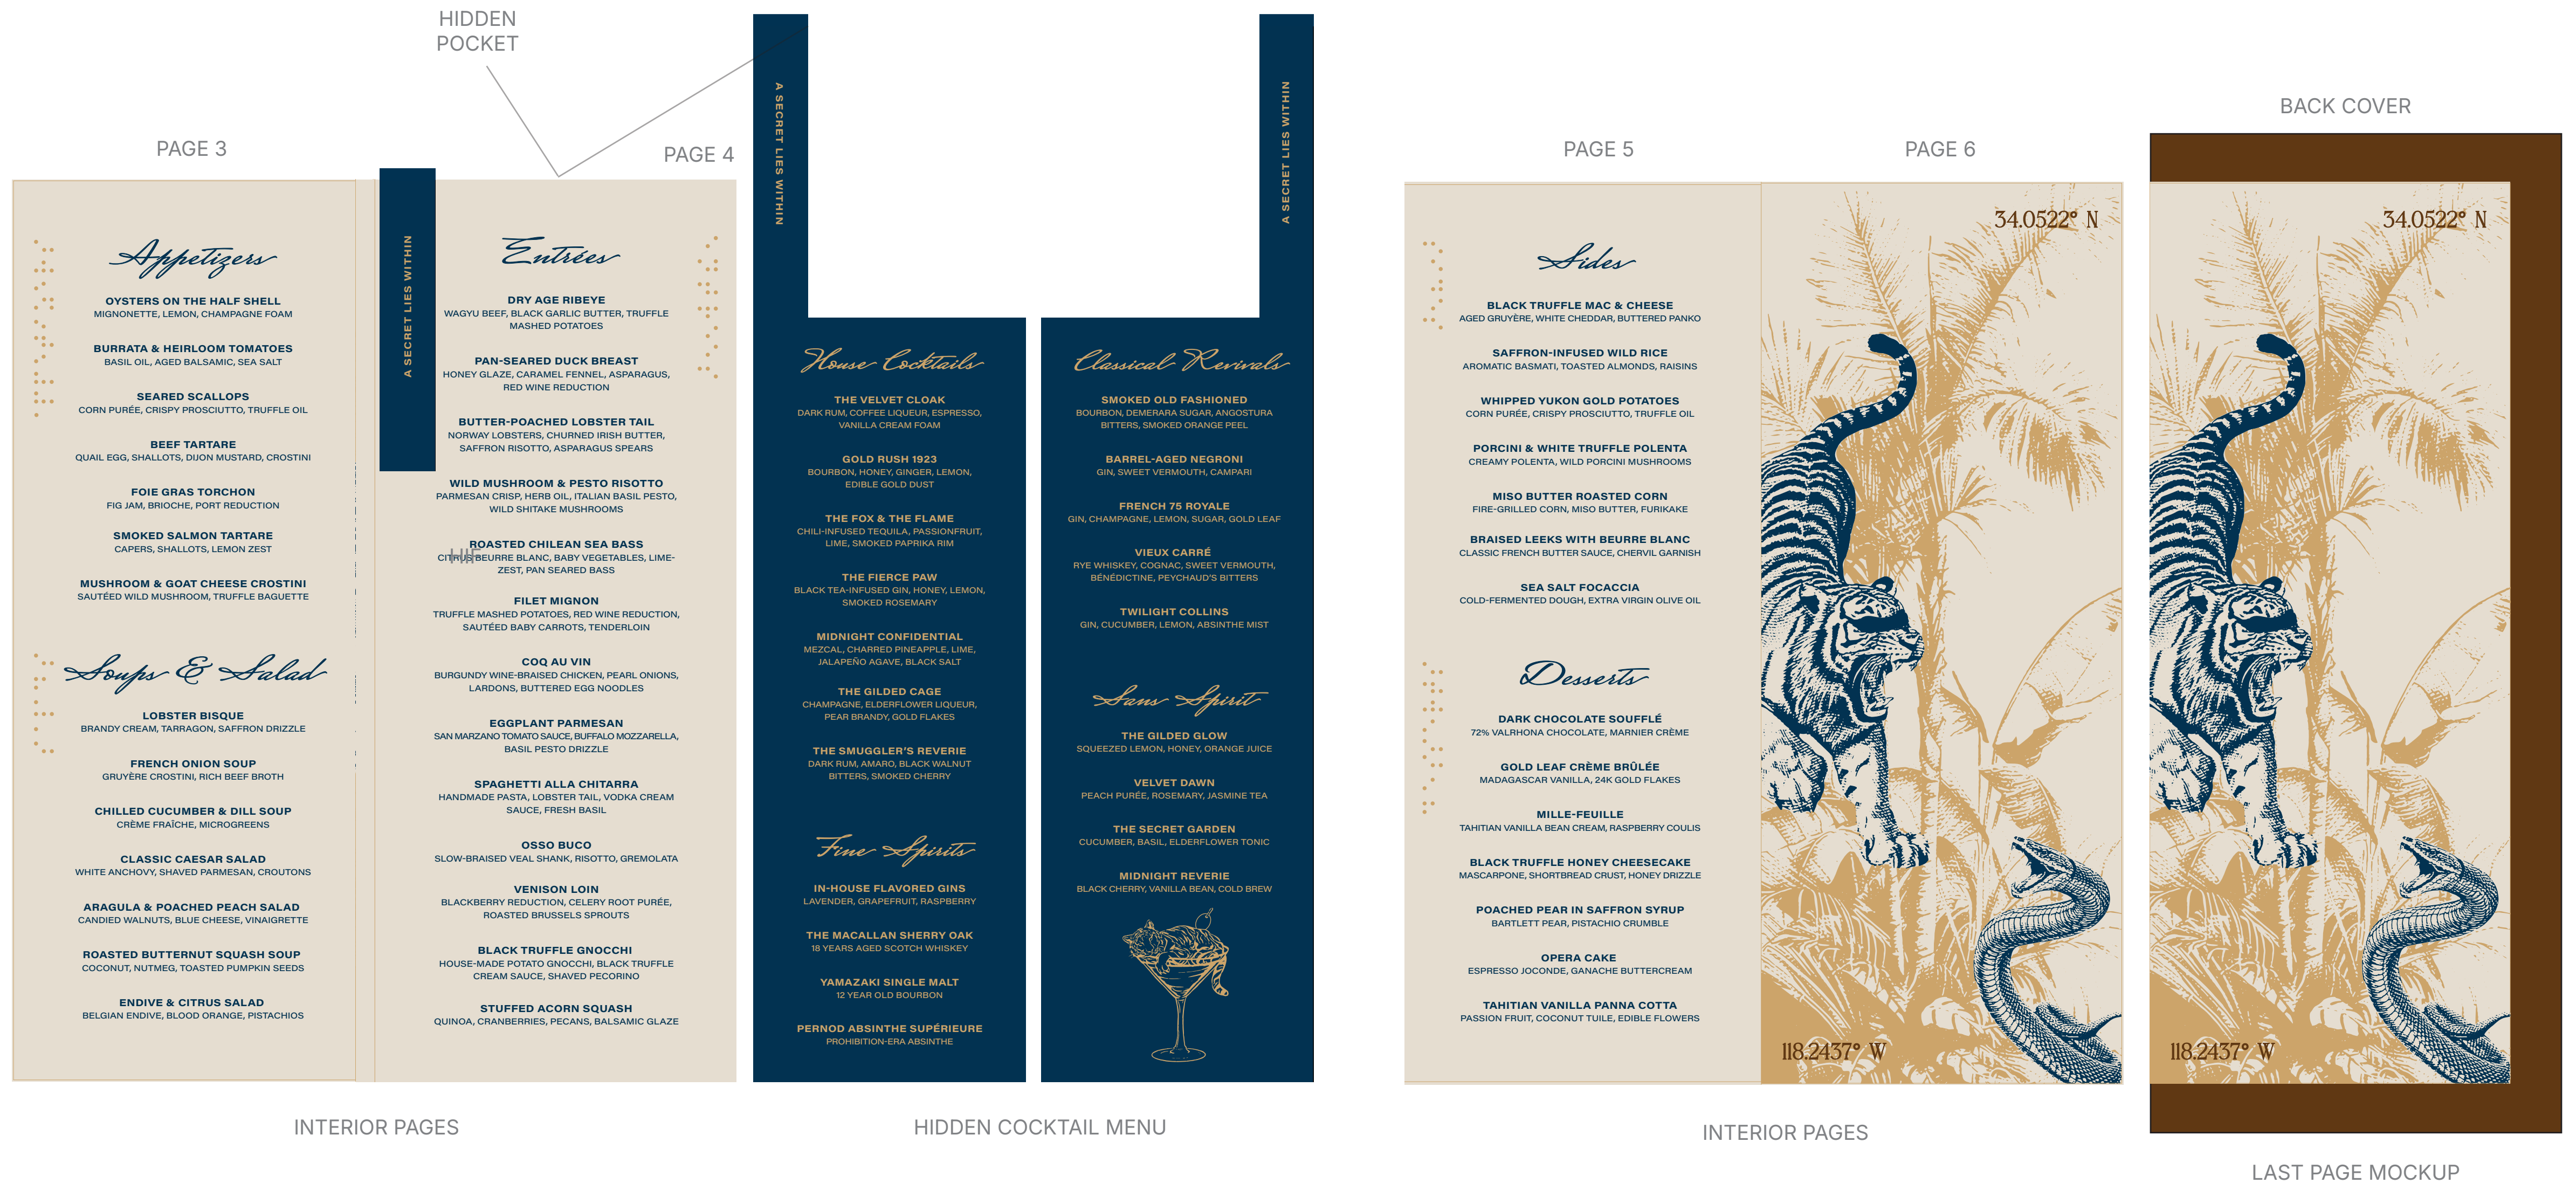 HIDDEN
POCKET
PAGE 3
Appetizers
OYSTERS ON THE HALF SHELL
MIGNONETTE, LEMON, CHAMPAGNE FOAM
BURRATA & HEIRLOOM TOMATOES
BASIL OIL, AGED BALSAMIC, SEA SALT
SEARED SCALLOPS
CORN PURÉE, CRISPY PROSCIUTTO, TRUFFLE OIL
BEEF TARTARE
QUAIL EGG, SHALLOTS, DIJON MUSTARD, CROSTINI
FOIE GRAS TORCHON
FIG JAM, BRIOCHE, PORT REDUCTION
SMOKED SALMON TARTARE
CAPERS, SHALLOTS, LEMON ZEST
MUSHROOM & GOAT CHEESE CROSTINI
SAUTÉED WILD MUSHROOM, TRUFFLE BAGUETTE
Soups & Salad
LOBSTER BISQUE
BRANDY CREAM, TARRAGON, SAFFRON DRIZZLE
FRENCH ONION SOUP
GRUYÈRE CROSTINI, RICH BEEF BROTH
CHILLED CUCUMBER & DILL SOUP
CRÈME FRAÎCHE, MICROGREENS
CLASSIC CAESAR SALAD
WHITE ANCHOVY, SHAVED PARMESAN, CROUTONS
ARAGULA & POACHED PEACH SALAD
CANDIED WALNUTS, BLUE CHEESE, VINAIGRETTE
ROASTED BUTTERNUT SQUASH SOUP
COCONUT, NUTMEG, TOASTED PUMPKIN SEEDS
ENDIVE & CITRUS SALAD
BELGIAN ENDIVE, BLOOD ORANGE, PISTACHIOS
PAGE 4
A SECRET LIES WITHIN
Entrées
DRY AGE RIBEYE
WAGYU BEEF, BLACK GARLIC BUTTER, TRUFFLE
MASHED POTATOES
PAN-SEARED DUCK BREAST
HONEY GLAZE, CARAMEL FENNEL, ASPARAGUS,
RED WINE REDUCTION
BUTTER-POACHED LOBSTER TAIL
NORWAY LOBSTERS, CHURNED IRISH BUTTER,
SAFFRON RISOTTO, ASPARAGUS SPEARS
WILD MUSHROOM & PESTO RISOTTO
PARMESAN CRISP, HERB OIL, ITALIAN BASIL PESTO,
WILD SHITAKE MUSHROOMS
ROASTED CHILEAN SEA BASS
BEURRE BLANC, BABY VEGETABLES, LIME-
ZEST, PAN SEARED BASS
FILET MIGNON
TRUFFLE MASHED POTATOES, RED WINE REDUCTION,
SAUTÉED BABY CARROTS, TENDERLOIN
COQ AU VIN
BURGUNDY WINE-BRAISED CHICKEN, PEARL ONIONS,
LARDONS, BUTTERED EGG NOODLES
EGGPLANT PARMESAN
SAN MARZANO TOMATO SAUCE, BUFFALO MOZZARELLA,
BASIL PESTO DRIZZLE
SPAGHETTI ALLA CHITARRA
HANDMADE PASTA, LOBSTER TAIL, VODKA CREAM
SAUCE, FRESH BASIL
OSSO BUCO
SLOW-BRAISED VEAL SHANK, RISOTTO, GREMOLATA
VENISON LOIN
BLACKBERRY REDUCTION, CELERY ROOT PURÉE,
ROASTED BRUSSELS SPROUTS
BLACK TRUFFLE GNOCCHI
HOUSE-MADE POTATO GNOCCHI, BLACK TRUFFLE
CREAM SAUCE, SHAVED PECORINO
STUFFED ACORN SQUASH
QUINOA, CRANBERRIES, PECANS, BALSAMIC GLAZE
INTERIOR PAGES
A SECRET LIES WITHIN
House Cocktails
THE VELVET CLOAK
DARK RUM, COFFEE LIQUEUR, ESPRESSO,
VANILLA CREAM FOAM
GOLD RUSH 1923
BOURBON, HONEY, GINGER, LEMON,
EDIBLE GOLD DUST
THE FOX & THE FLAME
CHILI-INFUSED TEQUILA, PASSIONFRUIT,
LIME, SMOKED PAPRIKA RIM
THE FIERCE PAW
BLACK TEA-INFUSED GIN, HONEY, LEMON,
SMOKED ROSEMARY
MIDNIGHT CONFIDENTIAL
MEZCAL, CHARRED PINEAPPLE, LIME,
JALAPEÑO AGAVE, BLACK SALT
THE GILDED CAGE
CHAMPAGNE, ELDERFLOWER LIQUEUR,
PEAR BRANDY, GOLD FLAKES
THE SMUGGLER'S REVERIE
DARK RUM, AMARO, BLACK WALNUT
BITTERS, SMOKED CHERRY
Fine Spirits
IN-HOUSE FLAVORED GINS
LAVENDER, GRAPEFRUIT, RASPBERRY
THE MACALLAN SHERRY OAK
18 YEARS AGED SCOTCH WHISKEY
YAMAZAKI SINGLE MALT
12 YEAR OLD BOURBON
PERNOD ABSINTHE SUPÉRIEURE
PROHIBITION-ERA ABSINTHE
A SECRET LIES WITHIN
Classical Revivals
SMOKED OLD FASHIONED
BOURBON, DEMERARA SUGAR, ANGOSTURA
BITTERS, SMOKED ORANGE PEEL
BARREL-AGED NEGRONI
GIN, SWEET VERMOUTH, CAMPARI
FRENCH 75 ROYALE
GIN, CHAMPAGNE, LEMON, SUGAR, GOLD LEAF
VIEUX CARRÉ
RYE WHISKEY, COGNAC, SWEET VERMOUTH,
BÉNÉDICTINE, PEYCHAUD'S BITTERS
TWILIGHT COLLINS
GIN, CUCUMBER, LEMON, ABSINTHE MIST
Sans Spirit
THE GILDED GLOW
SQUEEZED LEMON, HONEY, ORANGE JUICE
VELVET DAWN
PEACH PURÉE, ROSEMARY, JASMINE TEA
THE SECRET GARDEN
CUCUMBER, BASIL, ELDERFLOWER TONIC
MIDNIGHT REVERIE
BLACK CHERRY, VANILLA BEAN, COLD BREW
HIDDEN COCKTAIL MENU
PAGE 5
Sides
BLACK TRUFFLE MAC & CHEESE
AGED GRUYÈRE, WHITE CHEDDAR, BUTTERED PANKO
SAFFRON-INFUSED WILD RICE
AROMATIC BASMATI, TOASTED ALMONDS, RAISINS
WHIPPED YUKON GOLD POTATOES
CORN PURÉE, CRISPY PROSCIUTTO, TRUFFLE OIL
PORCINI & WHITE TRUFFLE POLENTA
CREAMY POLENTA, WILD PORCINI MUSHROOMS
MISO BUTTER ROASTED CORN
FIRE-GRILLED CORN, MISO BUTTER, FURIKAKE
BRAISED LEEKS WITH BEURRE BLANC
CLASSIC FRENCH BUTTER SAUCE, CHERVIL GARNISH
SEA SALT FOCACCIA
COLD-FERMENTED DOUGH, EXTRA VIRGIN OLIVE OIL
Desserts
DARK CHOCOLATE SOUFFLÉ
72% VALRHONA CHOCOLATE, MARNIER CRÈME
GOLD LEAF CRÈME BRÛLÉE
MADAGASCAR VANILLA, 24K GOLD FLAKES
MILLE-FEUILLE
TAHITIAN VANILLA BEAN CREAM, RASPBERRY COULIS
BLACK TRUFFLE HONEY CHEESECAKE
MASCARPONE, SHORTBREAD CRUST, HONEY DRIZZLE
POACHED PEAR IN SAFFRON SYRUP
BARTLETT PEAR, PISTACHIO CRUMBLE
OPERA CAKE
ESPRESSO JOCONDE, GANACHE BUTTERCREAM
TAHITIAN VANILLA PANNA COTTA
PASSION FRUIT, COCONUT TUILE, EDIBLE FLOWERS
PAGE 6
34.0522° N
118.2437° W
INTERIOR PAGES
BACK COVER
34.0522° N
118.2437° W
LAST PAGE MOCKUP